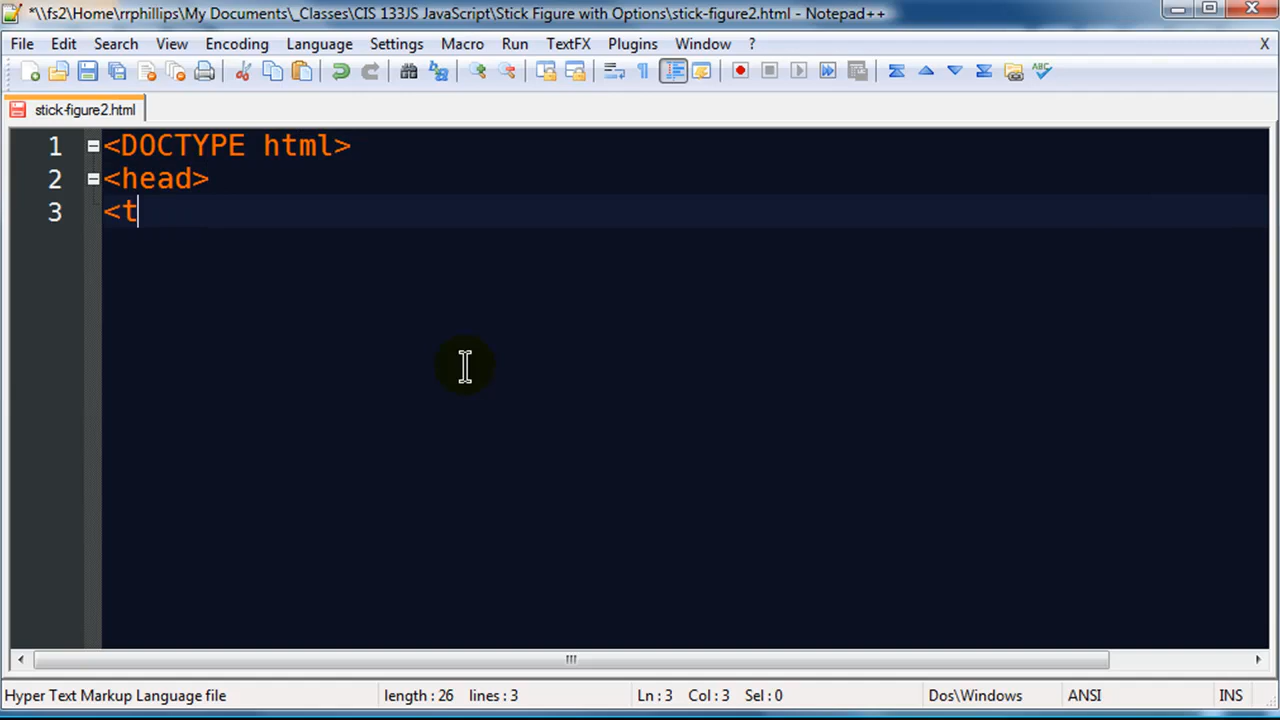 *\\fs2\Home\rrphillips\My Documents\_Classes\CIS 133JS JavaScript\Stick Figure with Options\stick-figure2.html - Notepad++
File Edit Search View Encoding Language Settings Macro Run TextFX Plugins Window ? X
ABC
stick-figure2.html
1 <DOCTYPE html>
2 <head>
3 <t
Hyper Text Markup Language file length : 26 lines : 3 Ln : 3 Col : 3 Sel : 0 Dos\Windows ANSI INS